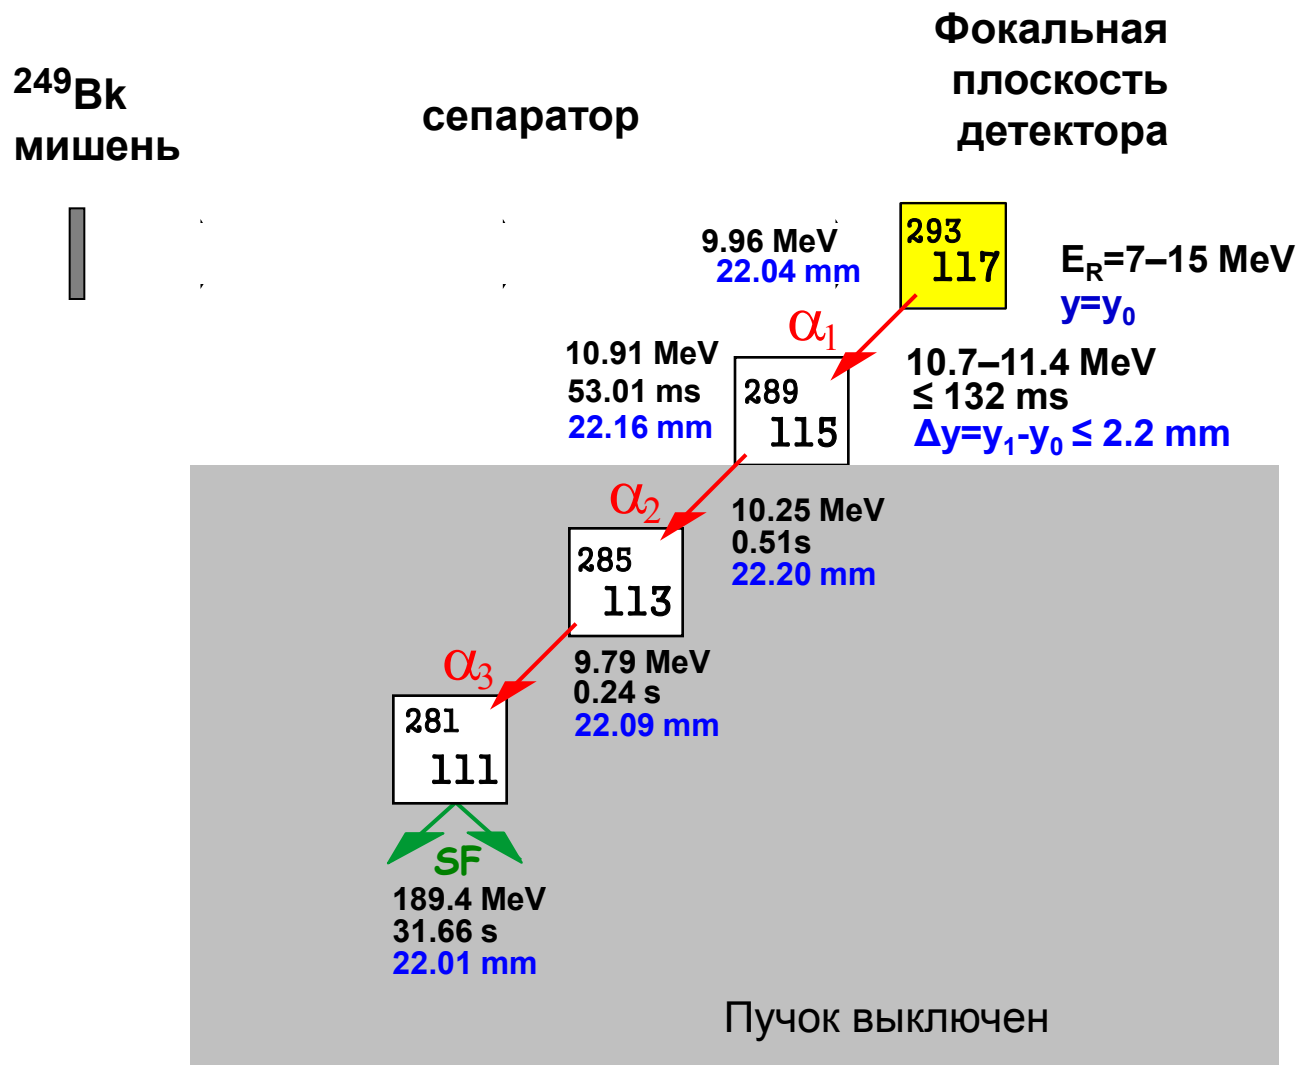 Фокальная
плоскость
детектора
²⁴⁹Bk
мишень
сепаратор
9.96 MeV
22.04 mm
293
117
E_R=7–15 MeV
y=y₀
α₁
10.91 MeV
53.01 ms
22.16 mm
289
115
10.7–11.4 MeV
≤ 132 ms
Δy=y₁-y₀ ≤ 2.2 mm
α₂
10.25 MeV
0.51s
22.20 mm
285
113
α₃
9.79 MeV
0.24 s
22.09 mm
281
111
SF
189.4 MeV
31.66 s
22.01 mm
Пучок выключен